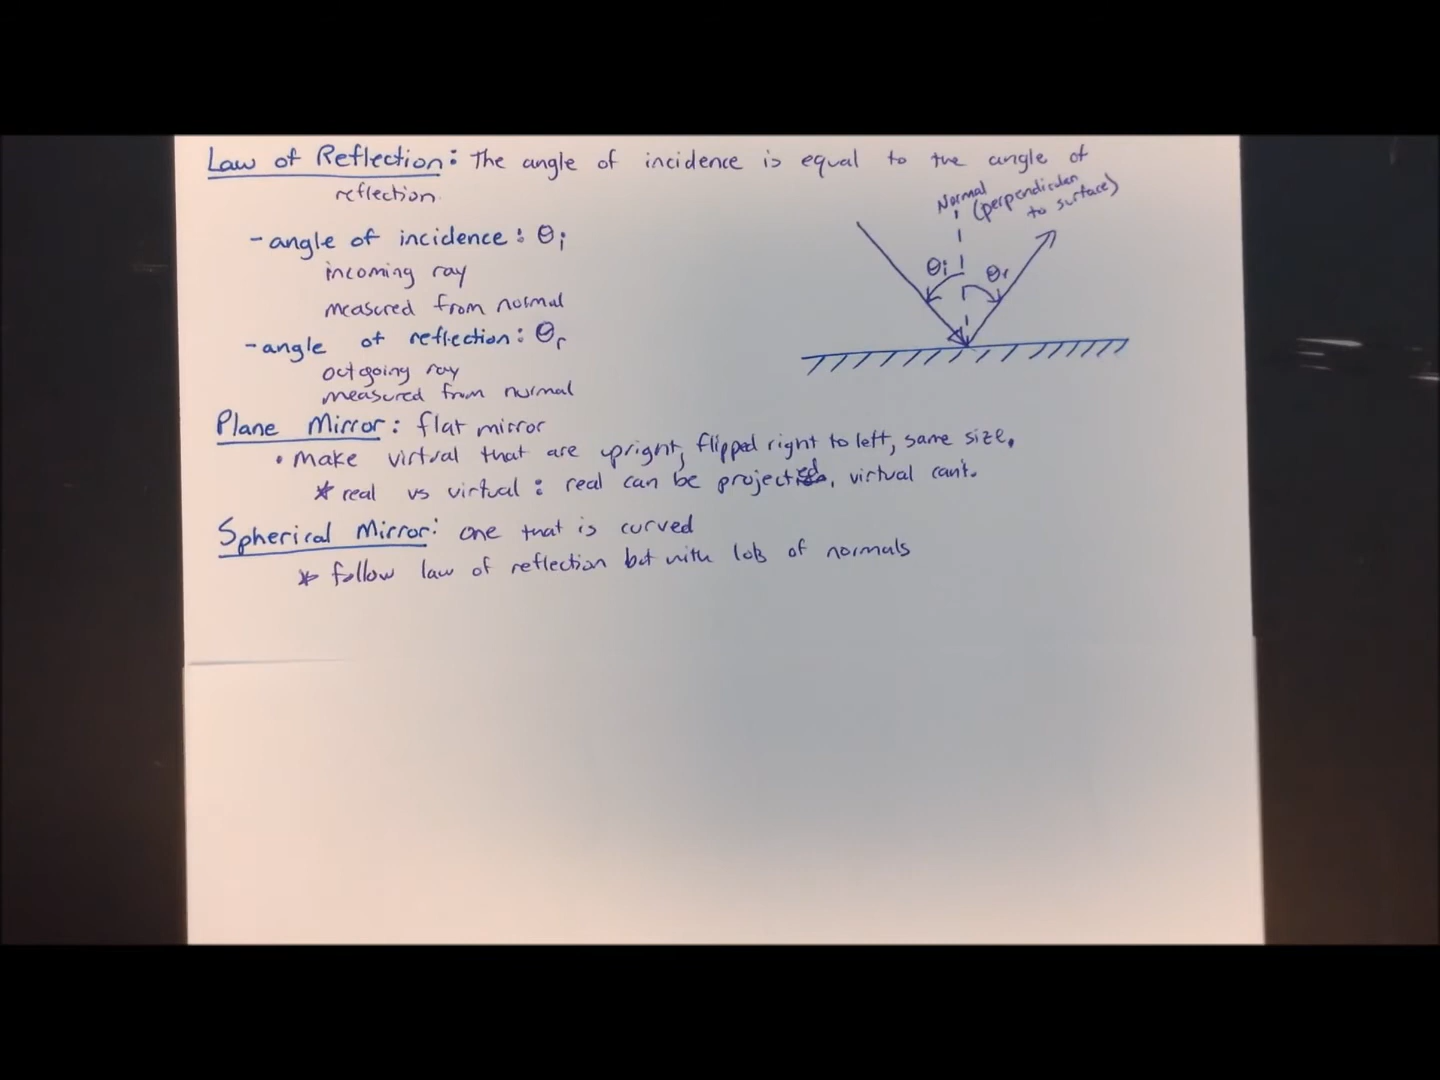 Law of Reflection: The angle of incidence is equal to the angle of
reflection.
Normal
(perpendicular
to surface)
- angle of incidence: θi
incoming ray
measured from normal
- angle of reflection: θr
outgoing ray
measured from normal
θi
θr
Plane Mirror: flat mirror
• Make virtual that are upright, flipped right to left, same size.
* real vs virtual: real can be projected, virtual can't.
Spherical Mirror: one that is curved
* follow law of reflection but with lots of normals